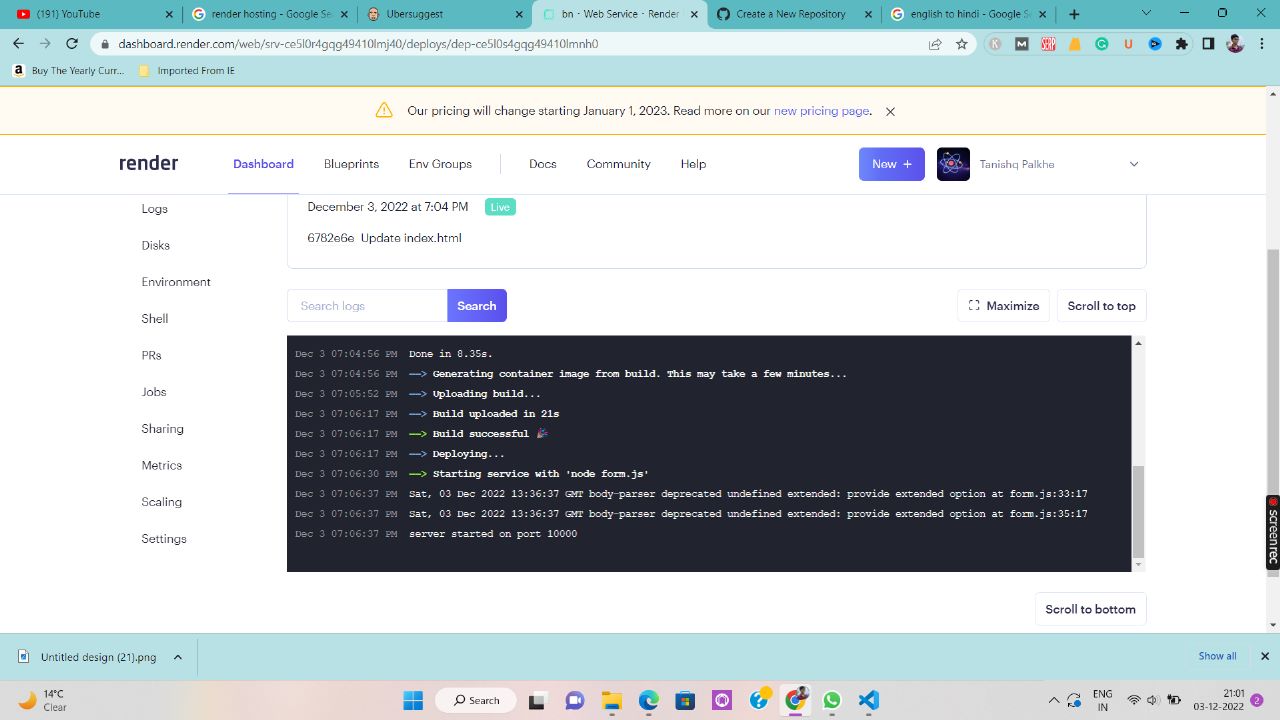 (191) YouTube
render hosting - Google Se
Ubersuggest
bn · Web Service · Render
Create a New Repository
english to hindi - Google Se
dashboard.render.com/web/srv-ce5l0r4gqg49410lmj40/deploys/dep-ce5l0s4gqg49410lmnh0
Buy The Yearly Curr...
Imported From IE
Our pricing will change starting January 1, 2023. Read more on our new pricing page.
render
Dashboard
Blueprints
Env Groups
Docs
Community
Help
New +
Tanishq Palkhe
Logs
Disks
Environment
Shell
PRs
Jobs
Sharing
Metrics
Scaling
Settings
December 3, 2022 at 7:04 PM Live
6782e6e Update index.html
Search logs
Search
Maximize
Scroll to top
Dec 3 07:04:56 PM Done in 8.35s.
Dec 3 07:04:56 PM ==> Generating container image from build. This may take a few minutes...
Dec 3 07:05:52 PM ==> Uploading build...
Dec 3 07:06:17 PM ==> Build uploaded in 21s
Dec 3 07:06:17 PM ==> Build successful 🎉
Dec 3 07:06:17 PM ==> Deploying...
Dec 3 07:06:30 PM ==> Starting service with 'node form.js'
Dec 3 07:06:37 PM Sat, 03 Dec 2022 13:36:37 GMT body-parser deprecated undefined extended: provide extended option at form.js:33:17
Dec 3 07:06:37 PM Sat, 03 Dec 2022 13:36:37 GMT body-parser deprecated undefined extended: provide extended option at form.js:35:17
Dec 3 07:06:37 PM server started on port 10000
Scroll to bottom
Screen rec
Untitled design (21).png
Show all
14°C
Clear
Search
ENG
IN
21:01
03-12-2022
2